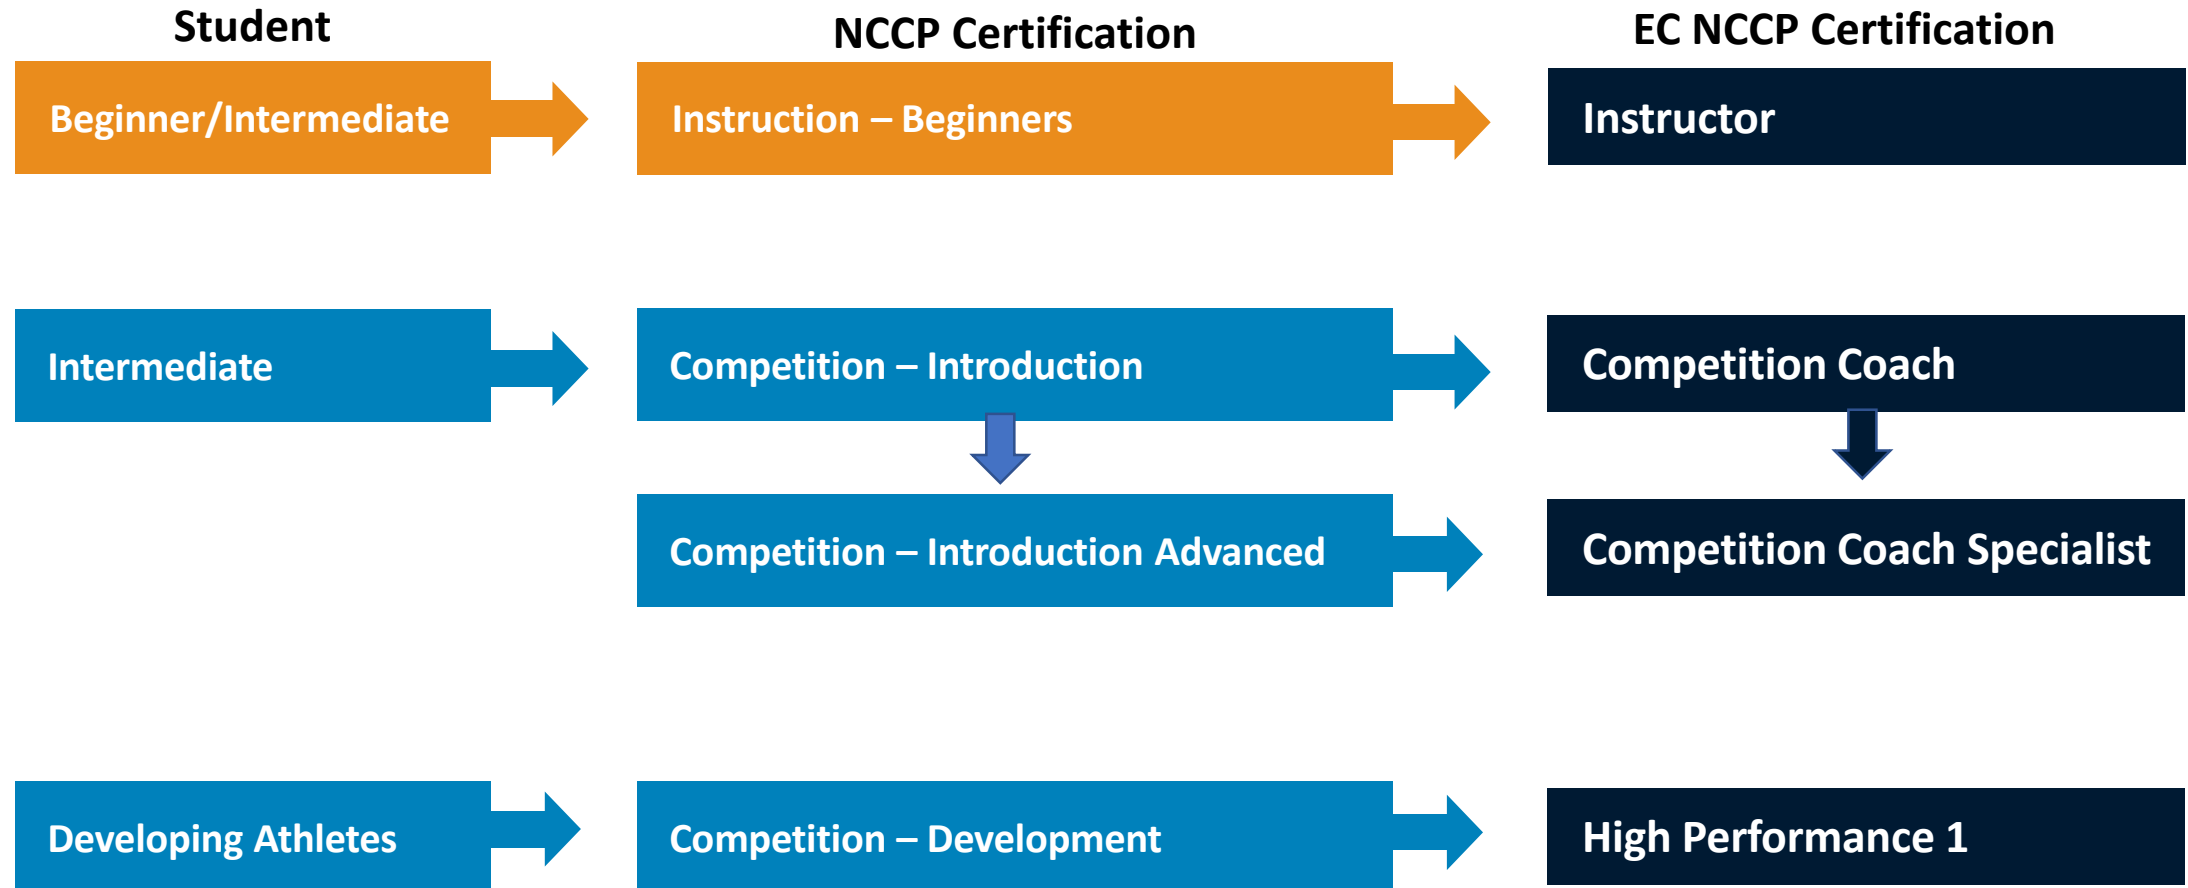 Student
NCCP Certification
EC NCCP Certification
Beginner/Intermediate
Instruction – Beginners
Instructor
Intermediate
Competition – Introduction
Competition Coach
Competition – Introduction Advanced
Competition Coach Specialist
Developing Athletes
Competition – Development
High Performance 1